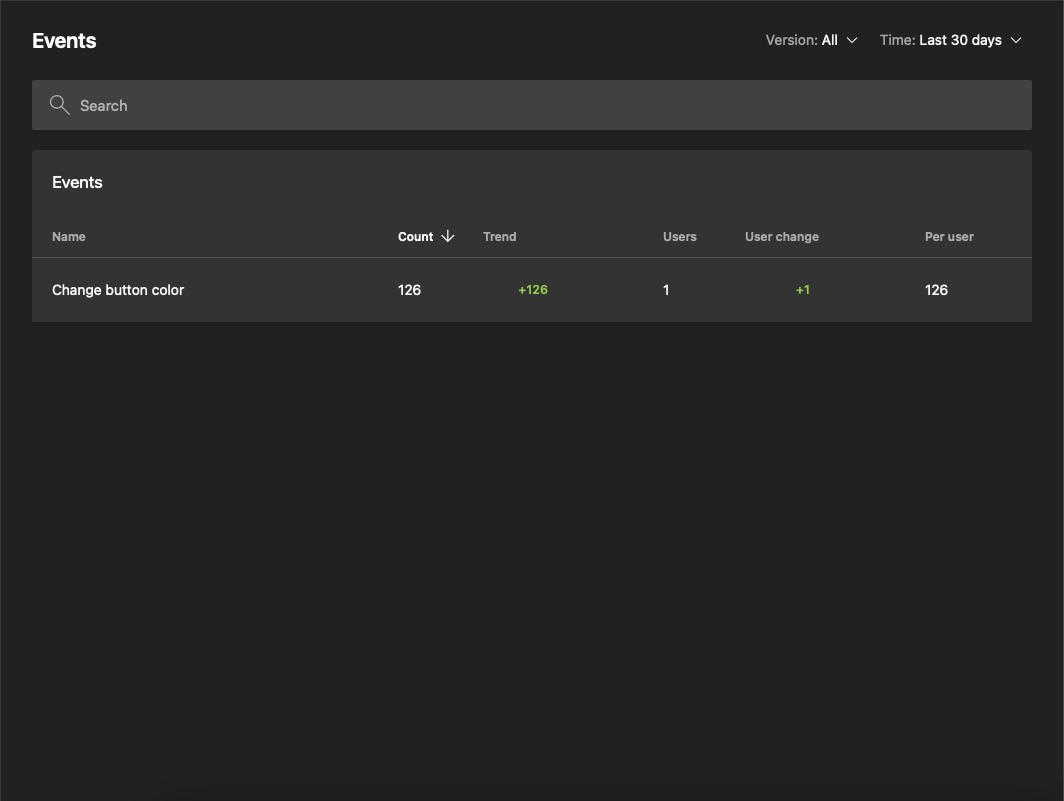 Events
Version: All
Time: Last 30 days
Search
Events
Name Count Trend Users User change Per user
Change button color 126 +126 1 +1 126